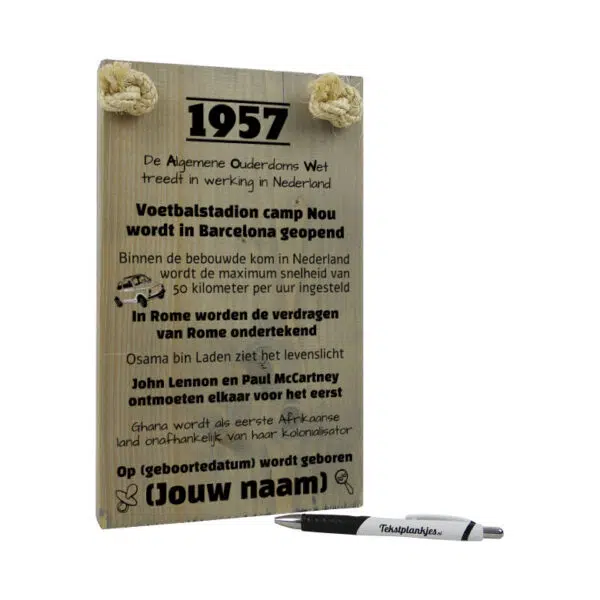 1957
De Algemene Ouderdoms Wet
treedt in werking in Nederland
Voetbalstadion camp Nou
wordt in Barcelona geopend
Binnen de bebouwde kom in Nederland
wordt de maximum snelheid van
50 kilometer per uur ingesteld
In Rome worden de verdragen
van Rome ondertekend
Osama bin Laden ziet het levenslicht
John Lennon en Paul McCartney
ontmoeten elkaar voor het eerst
Ghana wordt als eerste Afrikaanse
land onafhankelijk van haar kolonialisator
Op (geboortedatum) wordt geboren
(Jouw naam)
Tekstplankjes.nl